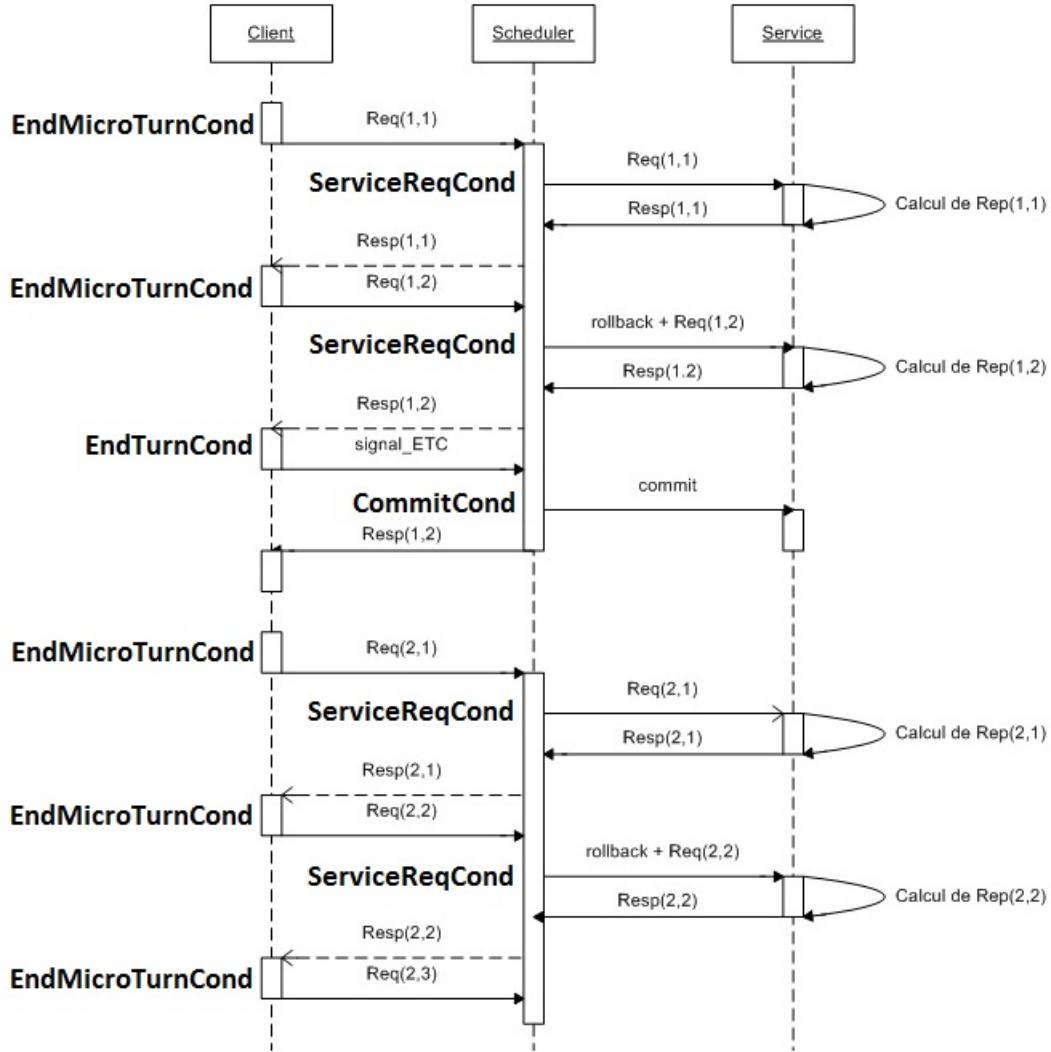 Client
Scheduler
Service
EndMicroTurnCond
Req(1,1)
Req(1,1)
ServiceReqCond
Resp(1,1)
Calcul de Rep(1,1)
Resp(1,1)
EndMicroTurnCond
Req(1,2)
rollback + Req(1,2)
ServiceReqCond
Resp(1.2)
Calcul de Rep(1,2)
Resp(1,2)
EndTurnCond
signal_ETC
commit
CommitCond
Resp(1,2)
EndMicroTurnCond
Req(2,1)
Req(2,1)
ServiceReqCond
Resp(2,1)
Calcul de Rep(2,1)
Resp(2,1)
EndMicroTurnCond
Req(2,2)
rollback + Req(2,2)
ServiceReqCond
Resp(2,2)
Calcul de Rep(2,2)
Resp(2,2)
EndMicroTurnCond
Req(2,3)